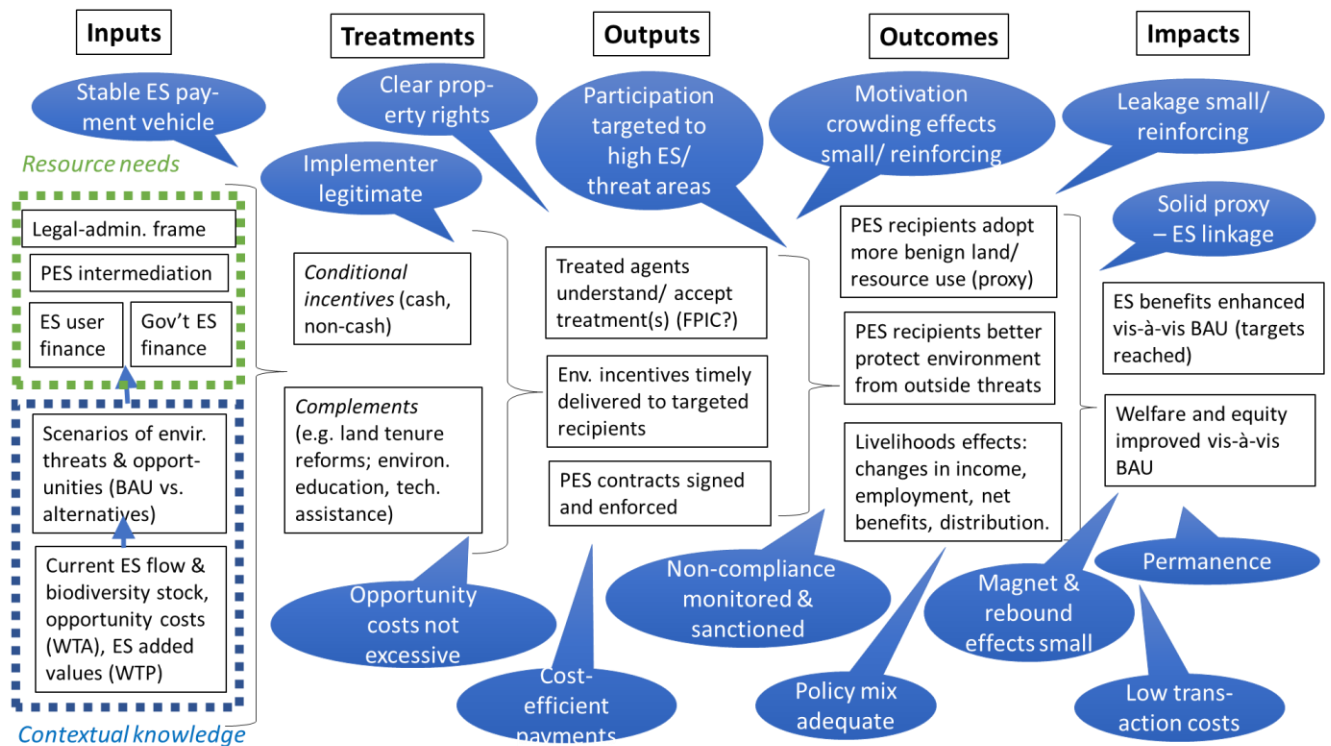 Inputs
Treatments
Outputs
Outcomes
Impacts
Stable ES pay-
ment vehicle
Clear prop-
erty rights
Participation
targeted to
high ES/
threat areas
Motivation
crowding effects
small/ reinforcing
Leakage small/
reinforcing
Resource needs
Implementer
legitimate
Solid proxy
– ES linkage
Legal-admin. frame
PES intermediation
ES user
finance
Gov't ES
finance
Scenarios of envir.
threats & opport-
unities (BAU vs.
alternatives)
Current ES flow &
biodiversity stock,
opportunity costs
(WTA), ES added
values (WTP)
Contextual knowledge
Conditional
incentives (cash,
non-cash)
Complements
(e.g. land tenure
reforms; environ.
education, tech.
assistance)
Opportunity
costs not
excessive
Treated agents
understand/ accept
treatment(s) (FPIC?)
Env. incentives timely
delivered to targeted
recipients
PES contracts signed
and enforced
Cost-
efficient
payments
PES recipients adopt
more benign land/
resource use (proxy)
PES recipients better
protect environment
from outside threats
Livelihoods effects:
changes in income,
employment, net
benefits, distribution.
Non-compliance
monitored &
sanctioned
Policy mix
adequate
ES benefits enhanced
vis-à-vis BAU (targets
reached)
Welfare and equity
improved vis-à-vis
BAU
Magnet &
rebound
effects small
Permanence
Low trans-
action costs